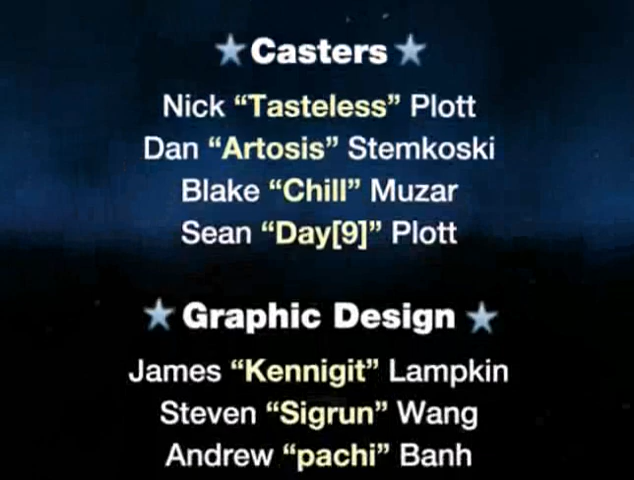 Casters
Nick “Tasteless” Plott
Dan “Artosis” Stemkoski
Blake “Chill” Muzar
Sean “Day[9]” Plott
Graphic Design
James “Kennigit” Lampkin
Steven “Sigrun” Wang
Andrew “pachi” Banh